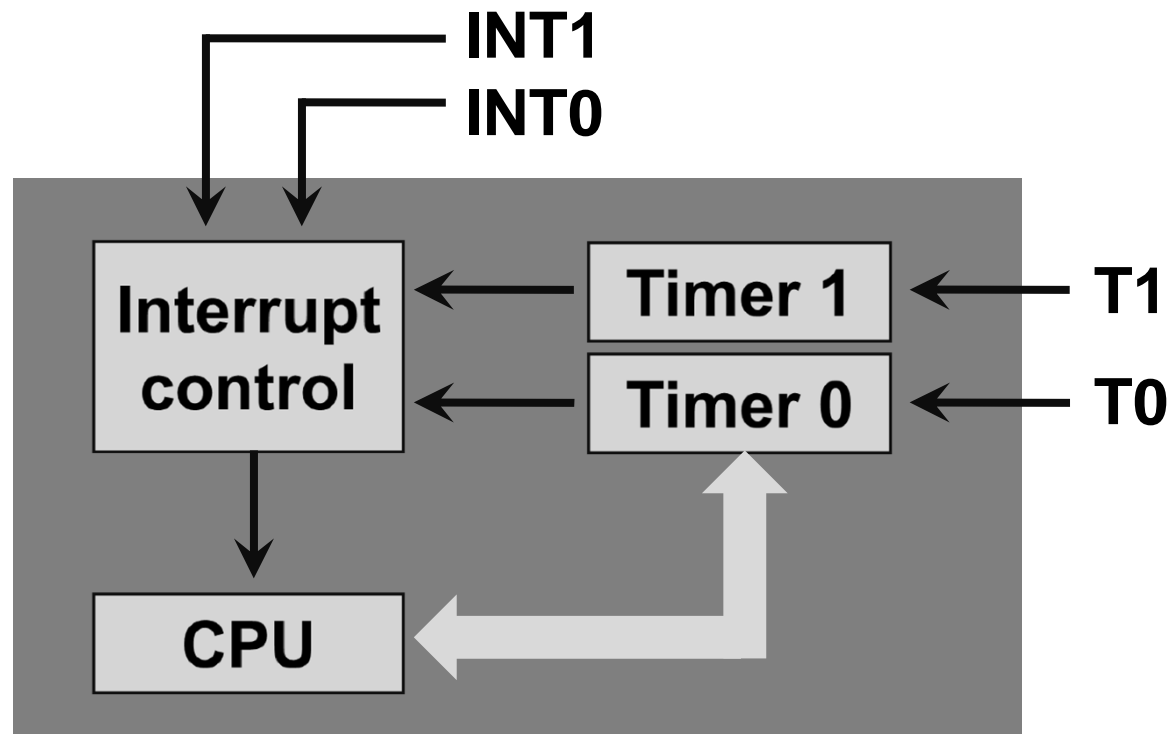 INT1
INT0
Interrupt
control
Timer 1
T1
Timer 0
T0
CPU